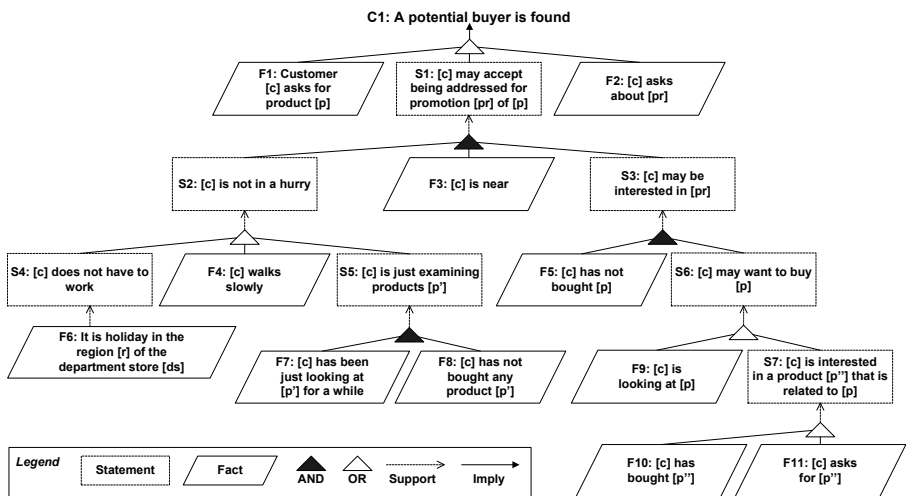 C1: A potential buyer is found
F1: Customer
[c] asks for
product [p]
S1: [c] may accept
being addressed for
promotion [pr] of [p]
F2: [c] asks
about [pr]
S2: [c] is not in a hurry
F3: [c] is near
S3: [c] may be
interested in [pr]
S4: [c] does not have to
work
F4: [c] walks
slowly
S5: [c] is just examining
products [p']
F5: [c] has not
bought [p]
S6: [c] may want to buy
[p]
F6: It is holiday in the
region [r] of the
department store [ds]
F7: [c] has been
just looking at
[p'] for a while
F8: [c] has not
bought any
product [p']
F9: [c] is
looking at [p]
S7: [c] is interested
in a product [p''] that is
related to [p]
F10: [c] has
bought [p'']
F11: [c] asks
for [p'']
Legend
Statement
Fact
AND
OR
Support
Imply